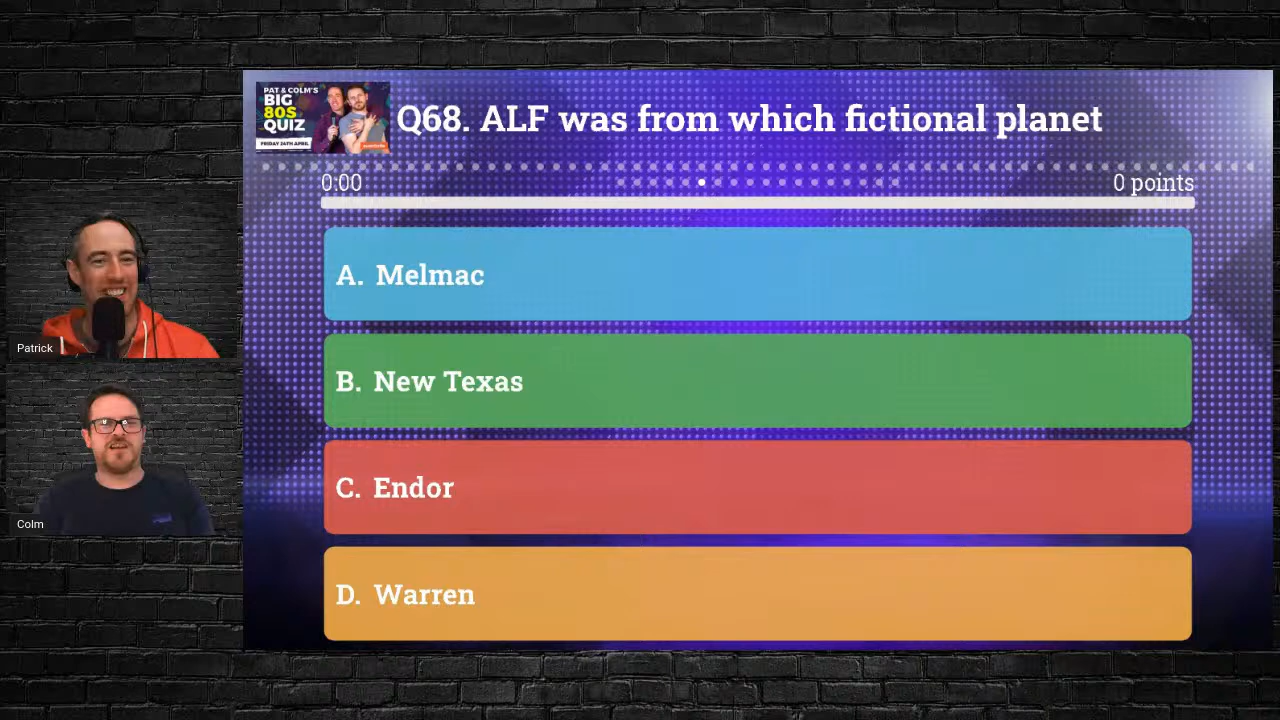 PAT & COLM'S
BIG
80S
QUIZ
FRIDAY 24TH APRIL
Q68. ALF was from which fictional planet
0:00
0 points
A. Melmac
B. New Texas
C. Endor
D. Warren
Patrick
Colm